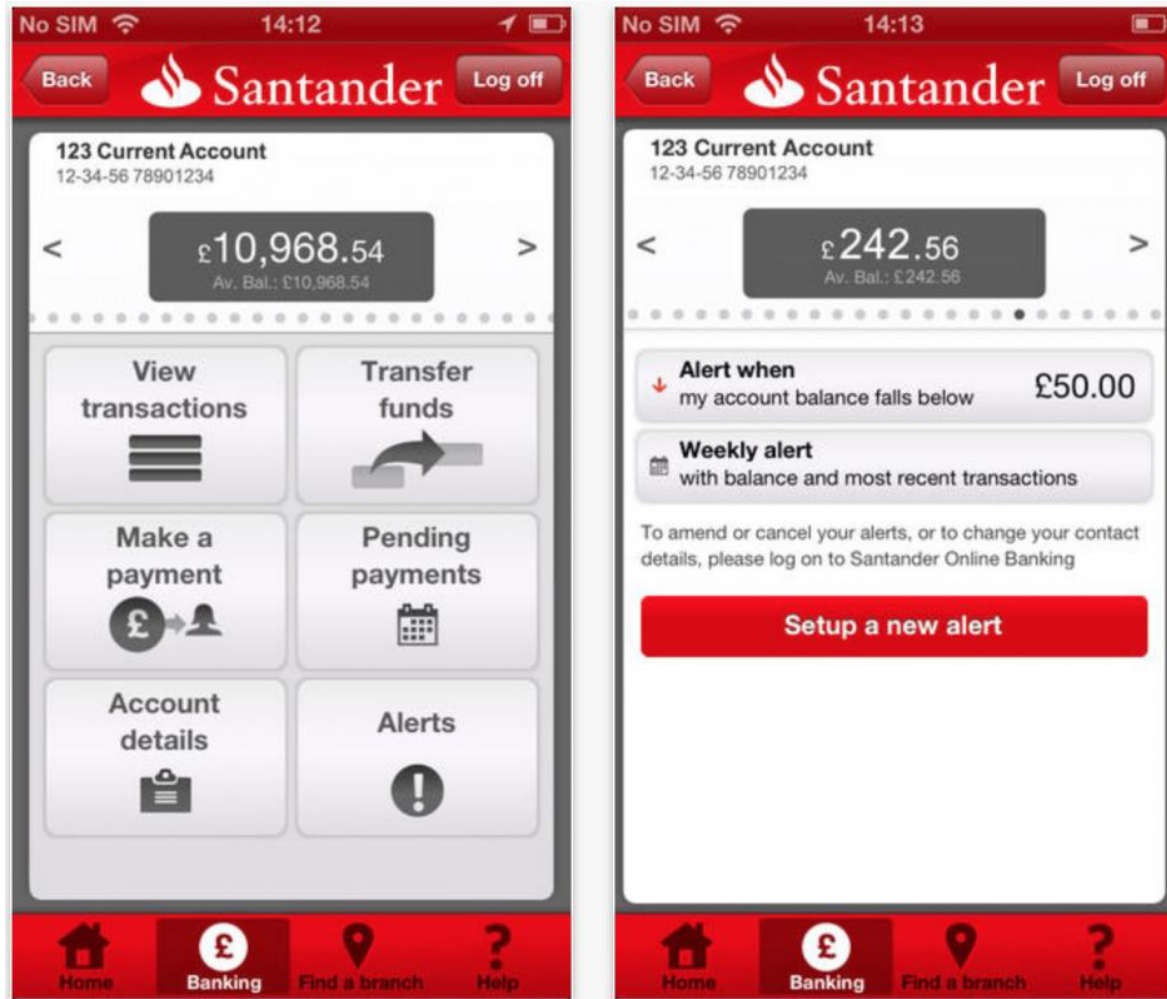 No SIM 14:12
Back Santander Log off
123 Current Account
12-34-56 78901234
< £10,968.54 >
Av. Bal.: £10,968.54
View
transactions
Transfer
funds
Make a
payment
£
Pending
payments
Account
details
Alerts
!
£
Home Banking Find a branch Help
?
No SIM 14:13
Back Santander Log off
123 Current Account
12-34-56 78901234
< £242.56 >
Av. Bal.: £242.56
Alert when
my account balance falls below £50.00
Weekly alert
with balance and most recent transactions
To amend or cancel your alerts, or to change your contact
details, please log on to Santander Online Banking
Setup a new alert
£ ?
Home Banking Find a branch Help